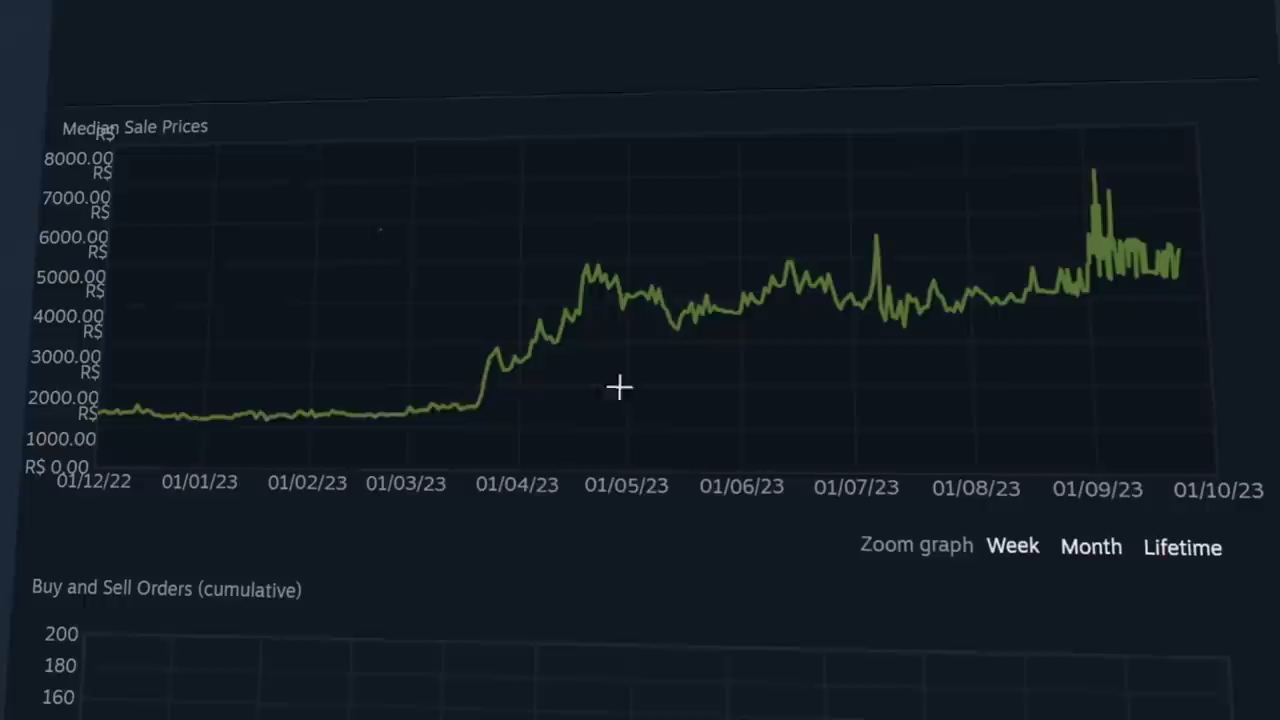 Median Sale Prices
R$
8000.00
R$
7000.00
R$
6000.00
R$
5000.00
R$
4000.00
R$
3000.00
R$
2000.00
R$
1000.00
R$ 0.00
01/12/22 01/01/23 01/02/23 01/03/23 01/04/23 01/05/23 01/06/23 01/07/23 01/08/23 01/09/23 01/10/23
Zoom graph Week Month Lifetime
Buy and Sell Orders (cumulative)
200
180
160